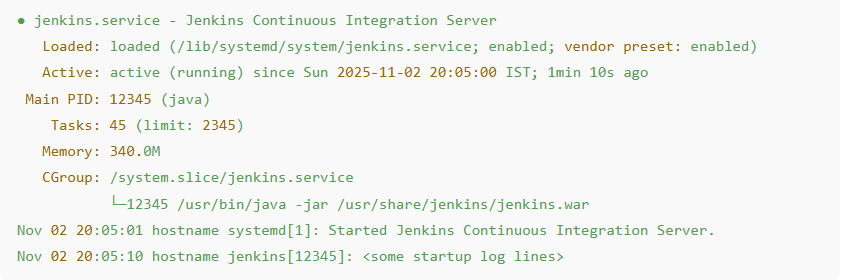 ● jenkins.service - Jenkins Continuous Integration Server
Loaded: loaded (/lib/systemd/system/jenkins.service; enabled; vendor preset: enabled)
Active: active (running) since Sun 2025-11-02 20:05:00 IST; 1min 10s ago
Main PID: 12345 (java)
Tasks: 45 (limit: 2345)
Memory: 340.0M
CGroup: /system.slice/jenkins.service
└─12345 /usr/bin/java -jar /usr/share/jenkins/jenkins.war
Nov 02 20:05:01 hostname systemd[1]: Started Jenkins Continuous Integration Server.
Nov 02 20:05:10 hostname jenkins[12345]: <some startup log lines>